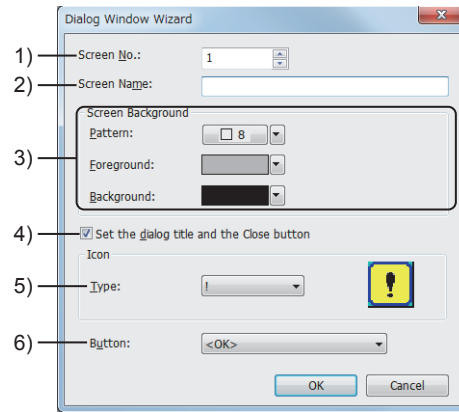 Dialog Window Wizard
x
1) Screen No.: 1
2) Screen Name:
Screen Background
Pattern: 8
3) Foreground:
Background:
4) Set the dialog title and the Close button
Icon
5) Type: ! !
6) Button: <OK>
OK Cancel